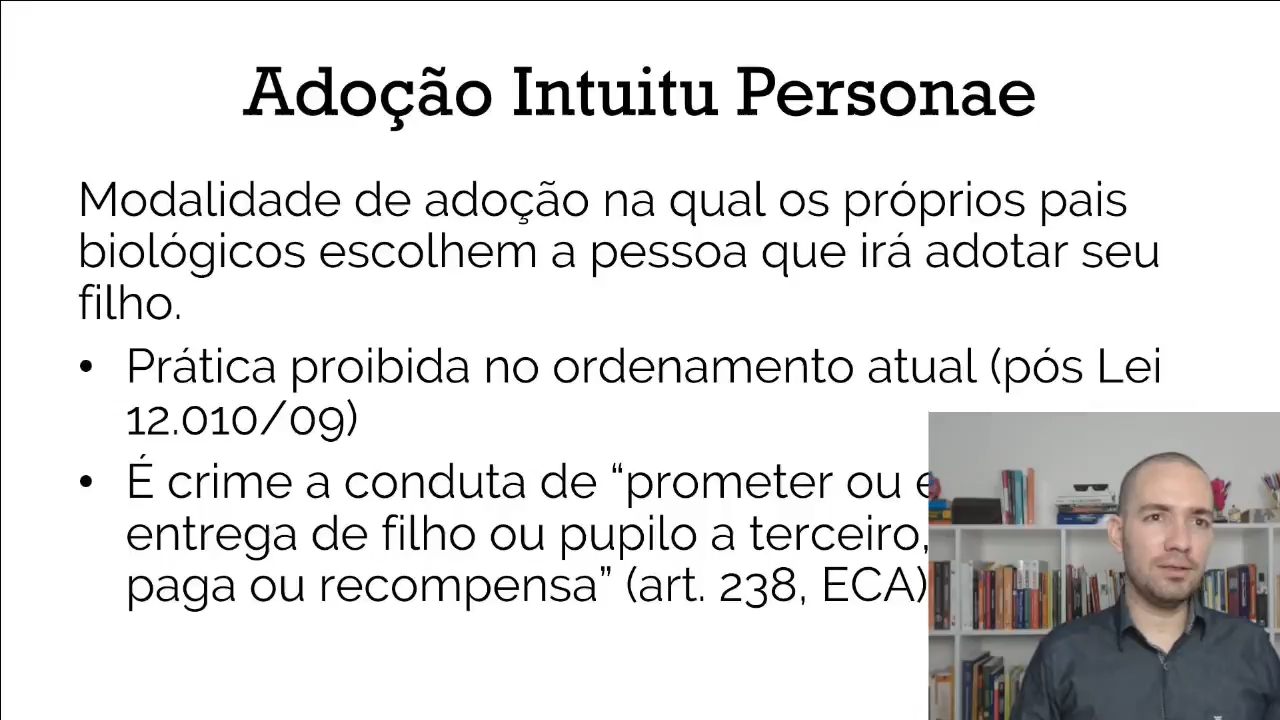 Adoção Intuitu Personae
Modalidade de adoção na qual os próprios pais
biológicos escolhem a pessoa que irá adotar seu
filho.
• Prática proibida no ordenamento atual (pós Lei
12.010/09)
• É crime a conduta de “prometer ou
entrega de filho ou pupilo a terceiro,
paga ou recompensa” (art. 238, ECA)